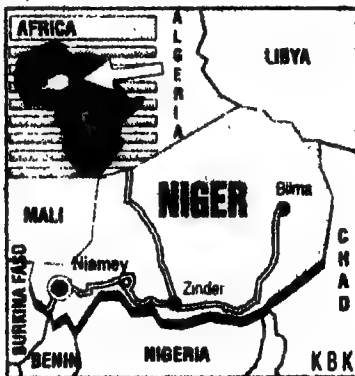 AFRICA
ALGERIA
LIBYA
NIGER
Bilma
MALI
CHAD
Niamey
Zinder
BURKINA FASO
BENIN
NIGERIA
KBK